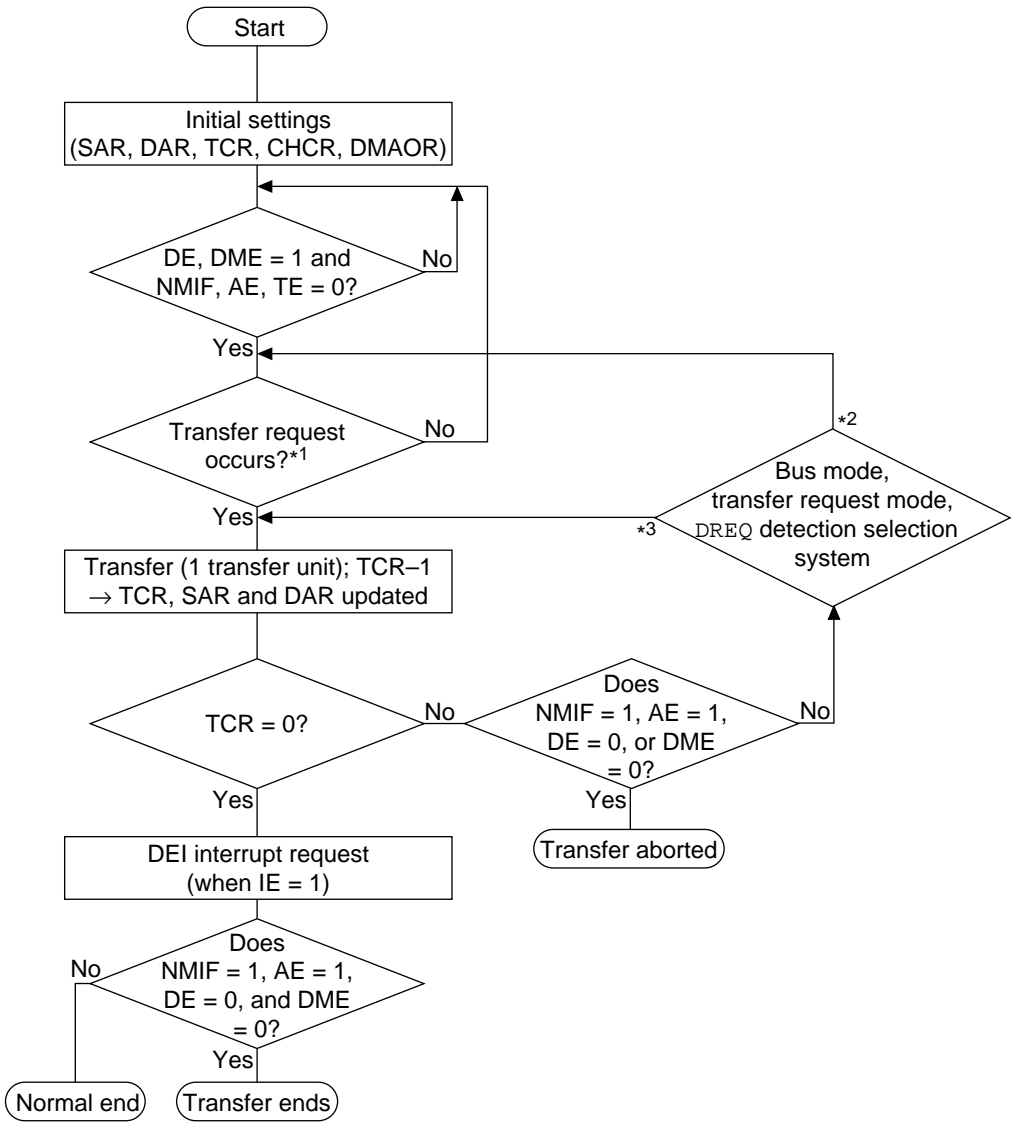 Start
Initial settings
(SAR, DAR, TCR, CHCR, DMAOR)
DE, DME = 1 and
NMIF, AE, TE = 0?
No
Yes
Transfer request
occurs?*1
No
Yes
*2
Bus mode,
transfer request mode,
DREQ detection selection
system
*3
Transfer (1 transfer unit); TCR–1
→ TCR, SAR and DAR updated
TCR = 0?
No
Does
NMIF = 1, AE = 1,
DE = 0, or DME
= 0?
No
Yes
Yes
Transfer aborted
DEI interrupt request
(when IE = 1)
Does
NMIF = 1, AE = 1,
DE = 0, and DME
= 0?
No
Yes
Normal end
Transfer ends